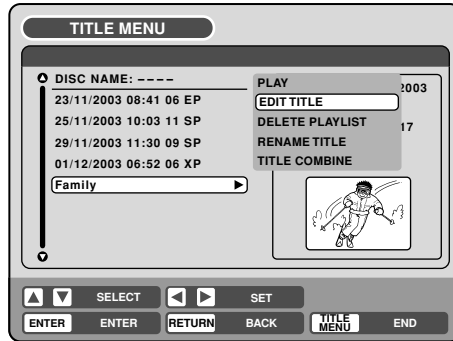 TITLE MENU
DISC NAME: ----
23/11/2003 08:41 06 EP
25/11/2003 10:03 11 SP
29/11/2003 11:30 09 SP
01/12/2003 06:52 06 XP
Family
PLAY
EDIT TITLE
DELETE PLAYLIST
RENAME TITLE
TITLE COMBINE
2003
17
SELECT SET
ENTER ENTER RETURN BACK TITLE MENU END